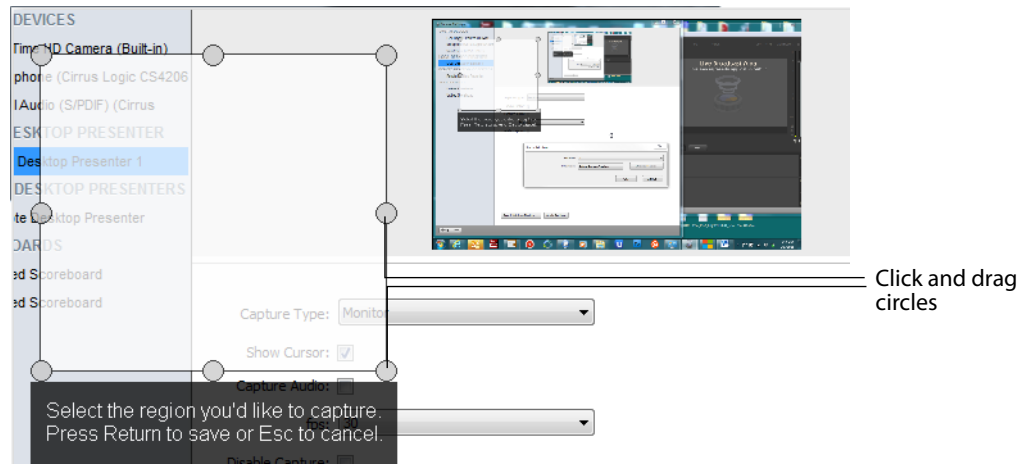 DEVICES
Time HD Camera (Built-in)
phone (Cirrus Logic CS4206
l Audio (S/PDIF) (Cirrus
ESKTOP PRESENTER
Desktop Presenter 1
DESKTOP PRESENTERS
te Desktop Presenter
OARDS
ed Scoreboard
ed Scoreboard
Click and drag
circles
Capture Type: Monitor
Show Cursor:
Capture Audio:
fps: 30
Disable Capture:
Select the region you'd like to capture.
Press Return to save or Esc to cancel.